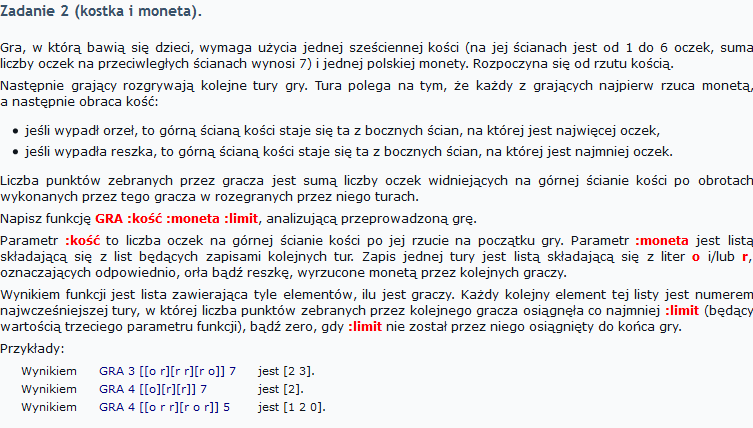 Zadanie 2 (kostka i moneta).
Gra, w którą bawią się dzieci, wymaga użycia jednej sześciennej kości (na jej ścianach jest od 1 do 6 oczek, suma
liczby oczek na przeciwległych ścianach wynosi 7) i jednej polskiej monety. Rozpoczyna się od rzutu kością.
Następnie grający rozgrywają kolejne tury gry. Tura polega na tym, że każdy z grających najpierw rzuca monetą,
a następnie obraca kość:
• jeśli wypadł orzeł, to górną ścianą kości staje się ta z bocznych ścian, na której jest najwięcej oczek,
• jeśli wypadła reszka, to górną ścianą kości staje się ta z bocznych ścian, na której jest najmniej oczek.
Liczba punktów zebranych przez gracza jest sumą liczby oczek widniejących na górnej ścianie kości po obrotach
wykonanych przez tego gracza w rozegranych przez niego turach.
Napisz funkcję GRA :kość :moneta :limit, analizującą przeprowadzoną grę.
Parametr :kość to liczba oczek na górnej ścianie kości po jej rzucie na początku gry. Parametr :moneta jest listą
składającą się z list będących zapisami kolejnych tur. Zapis jednej tury jest listą składającą się z liter o i/lub r,
oznaczających odpowiednio, orła bądź reszkę, wyrzucone monetą przez kolejnych graczy.
Wynikiem funkcji jest lista zawierająca tyle elementów, ilu jest graczy. Każdy kolejny element tej listy jest numerem
najwcześniejszej tury, w której liczba punktów zebranych przez kolejnego gracza osiągnęła co najmniej :limit (będący
wartością trzeciego parametru funkcji), bądź zero, gdy :limit nie został przez niego osiągnięty do końca gry.
Przykłady:
Wynikiem GRA 3 [[o r][r r][r o]] 7 jest [2 3].
Wynikiem GRA 4 [[o][r][r]] 7 jest [2].
Wynikiem GRA 4 [[o r r][r o r]] 5 jest [1 2 0].